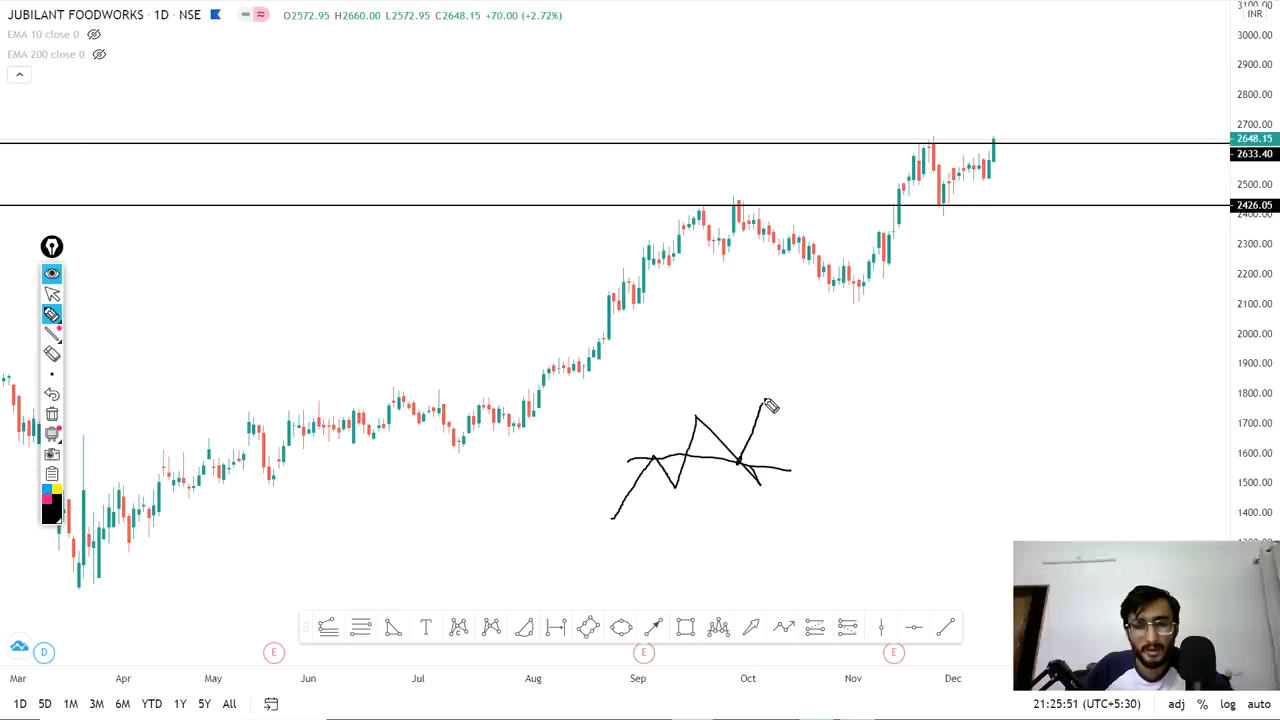 JUBILANT FOODWORKS · 1D · NSE
O2572.95 H2660.00 L2572.95 C2648.15 +70.00 (+2.72%)
EMA 10 close 0
EMA 200 close 0
INR
3000.00
2900.00
2800.00
2700.00
2648.15
2633.40
2500.00
2426.05
2400.00
2300.00
2200.00
2100.00
2000.00
1900.00
1800.00
1700.00
1600.00
1500.00
1400.00
T
D E E E
Mar Apr May Jun Jul Aug Sep Oct Nov Dec
1D 5D 1M 3M 6M YTD 1Y 5Y All
21:25:51 (UTC+5:30) adj % log auto